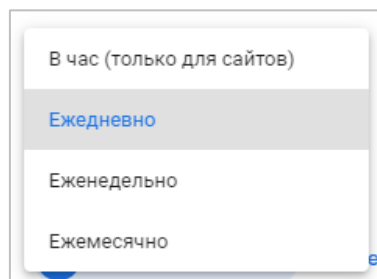 В час (только для сайтов)
Ежедневно
Еженедельно
Ежемесячно